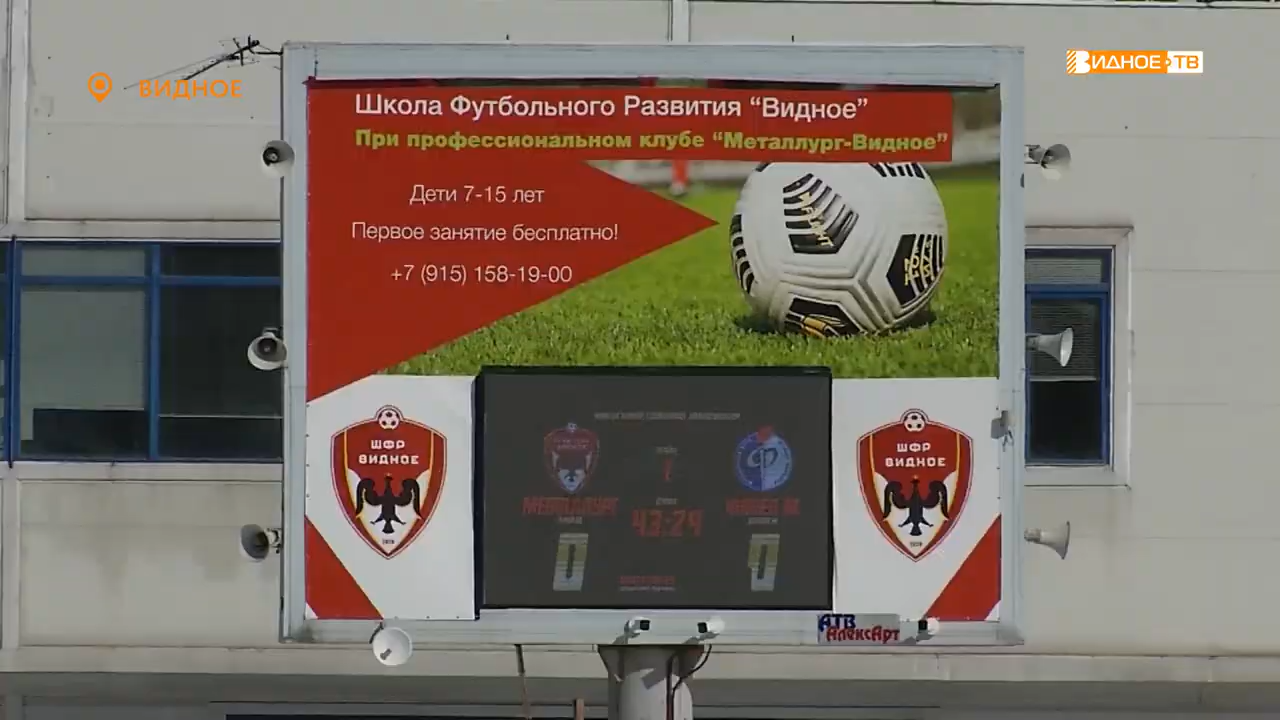 ВИДНОЕ
ВИДНОЕ ТВ
Школа Футбольного Развития “Видное”
При профессиональном клубе “Металлург-Видное”
Дети 7-15 лет
Первое занятие бесплатно!
+7 (915) 158-19-00
ШФР
ВИДНОЕ
ШФР
ВИДНОЕ
МЕТАЛЛУРГ
43:24
0
0
АТВ
АлексАрт